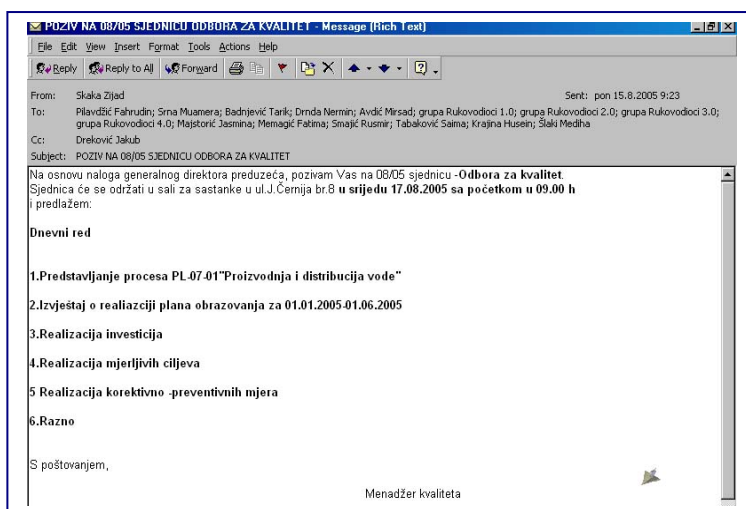 POZIV NA 08/05 SJEDNICU ODBORA ZA KVALITET - Message (Rich Text)
File Edit View Insert Format Tools Actions Help
Reply Reply to All Forward
From: Skaka Zijad Sent: pon 15.8.2005 9:23
To: Pilavdžić Fahrudin; Srna Muamera; Badnjević Tarik; Drnda Nermin; Avdić Mirsad; grupa Rukovodioci 1.0; grupa Rukovodioci 2.0; grupa Rukovodioci 3.0;
grupa Rukovodioci 4.0; Majstorić Jasmina; Memagić Fatima; Smajić Rusmir; Tabaković Saima; Krajina Husein; Šlaki Mediha
Cc: Dreković Jakub
Subject: POZIV NA 08/05 SJEDNICU ODBORA ZA KVALITET
Na osnovu naloga generalnog direktora preduzeća, pozivam Vas na 08/05 sjednicu -Odbora za kvalitet.
Sjednica će se održati u sali za sastanke u ul.J.Černija br.8 u srijedu 17.08.2005 sa početkom u 09.00 h
i predlažem:
Dnevni red
1.Predstavljanje procesa PL-07-01"Proizvodnja i distribucija vode"
2.Izvještaj o realiazciji plana obrazovanja za 01.01.2005-01.06.2005
3.Realizacija investicija
4.Realizacija mjerljivih ciljeva
5 Realizacija korektivno -preventivnih mjera
6.Razno
S poštovanjem,
Menadžer kvaliteta